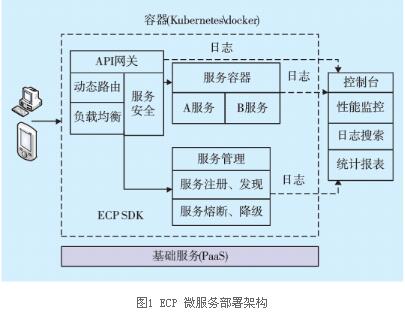 容器(Kubernetes\docker)
日志
API网关
动态路由
负载均衡
服务
安全
服务容器
A服务
B服务
日志
控制台
性能监控
日志搜索
统计报表
服务管理
服务注册、发现
服务熔断、降级
日志
ECP SDK
基础服务(PaaS)
图1 ECP 微服务部署架构